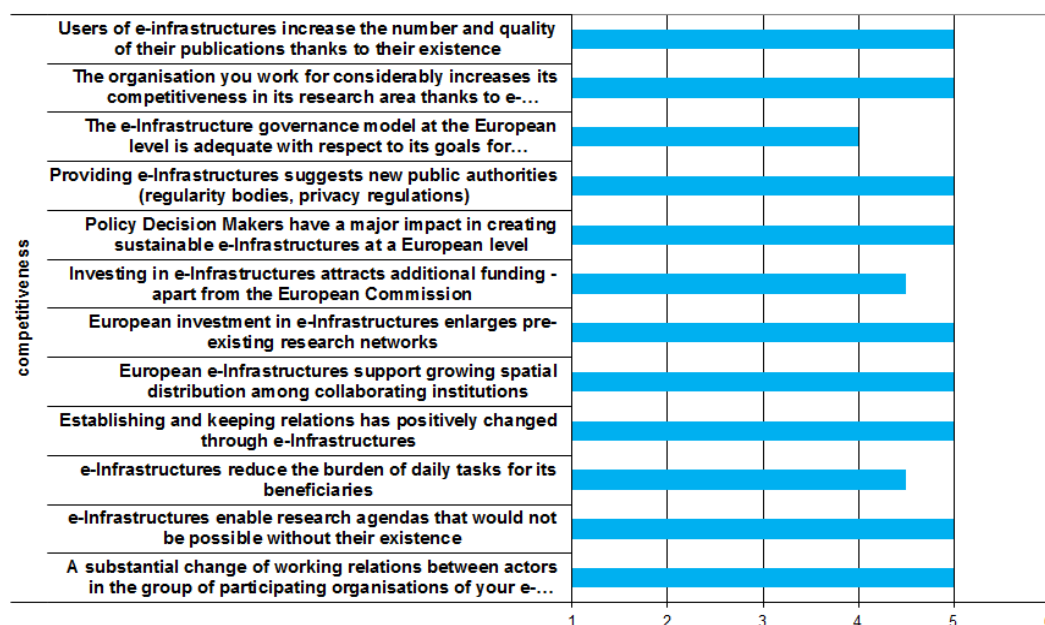 Users of e-infrastructures increase the number and quality
of their publications thanks to their existence
The organisation you work for considerably increases its
competitiveness in its research area thanks to e-…
The e-Infrastructure governance model at the European
level is adequate with respect to its goals for…
Providing e-Infrastructures suggests new public authorities
(regularity bodies, privacy regulations)
Policy Decision Makers have a major impact in creating
sustainable e-Infrastructures at a European level
Investing in e-Infrastructures attracts additional funding -
apart from the European Commission
European investment in e-Infrastructures enlarges pre-
existing research networks
European e-Infrastructures support growing spatial
distribution among collaborating institutions
Establishing and keeping relations has positively changed
through e-Infrastructures
e-Infrastructures reduce the burden of daily tasks for its
beneficiaries
e-Infrastructures enable research agendas that would not
be possible without their existence
A substantial change of working relations between actors
in the group of participating organisations of your e-…
competitiveness
1 2 3 4 5